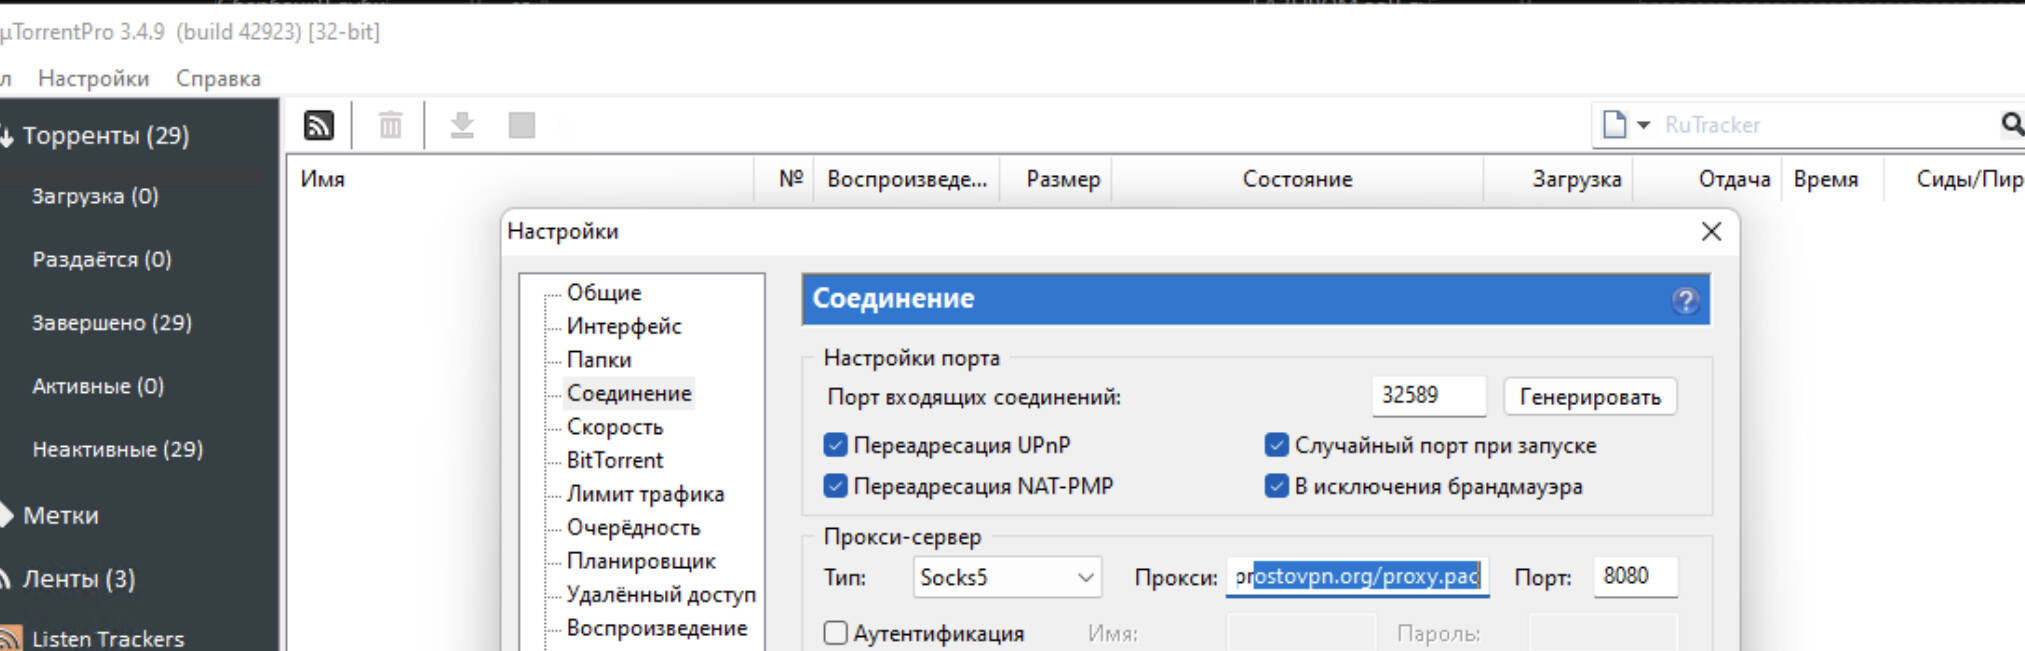 µTorrentPro 3.4.9 (build 42923) [32-bit]
л Настройки Справка
Торренты (29)
RuTracker
Имя № Воспроизведе... Размер Состояние Загрузка Отдача Время Сиды/Пир
Загрузка (0)
Раздаётся (0)
Завершено (29)
Активные (0)
Неактивные (29)
Метки
Ленты (3)
Listen Trackers
Настройки
Общие
Интерфейс
Папки
Соединение
Скорость
BitTorrent
Лимит трафика
Очерёдность
Планировщик
Удалённый доступ
Воспроизведение
Соединение
Настройки порта
Порт входящих соединений: 32589 Генерировать
Переадресация UPnP Случайный порт при запуске
Переадресация NAT-PMP В исключения брандмауэра
Прокси-сервер
Тип: Socks5 Прокси: prostovpn.org/proxy.pac Порт: 8080
Аутентификация Имя: Пароль: